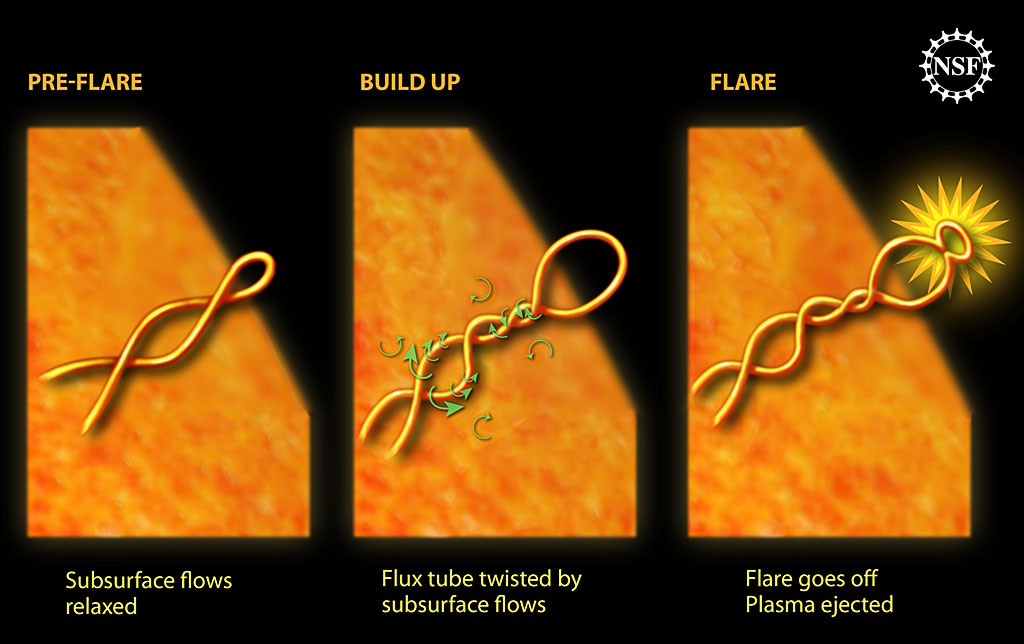 NSF
PRE-FLARE
BUILD UP
FLARE
Subsurface flows
relaxed
Flux tube twisted by
subsurface flows
Flare goes off
Plasma ejected